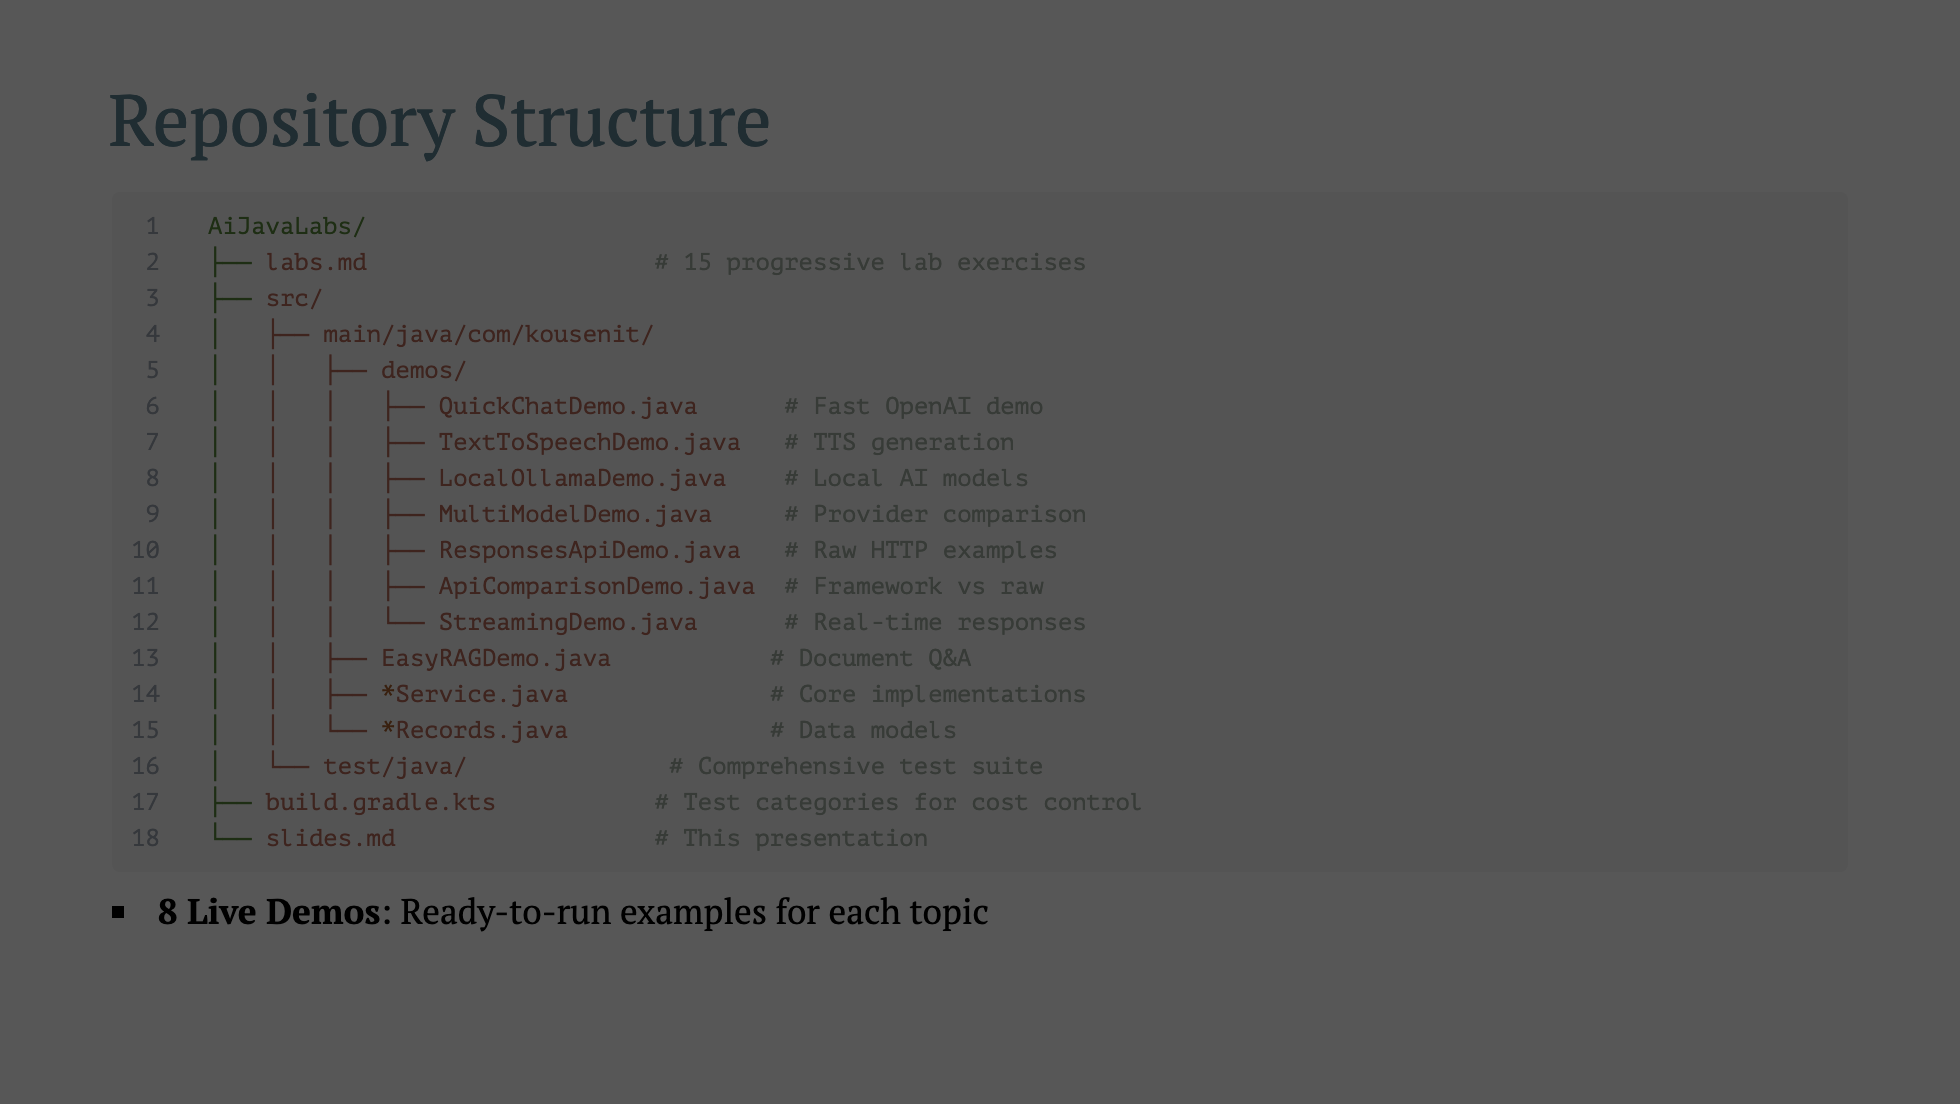 Repository Structure
1 AiJavaLabs/
2 ├── labs.md # 15 progressive lab exercises
3 ├── src/
4 │ ├── main/java/com/kousenit/
5 │ │ ├── demos/
6 │ │ │ ├── QuickChatDemo.java # Fast OpenAI demo
7 │ │ │ ├── TextToSpeechDemo.java # TTS generation
8 │ │ │ ├── LocalOllamaDemo.java # Local AI models
9 │ │ │ ├── MultiModelDemo.java # Provider comparison
10 │ │ │ ├── ResponsesApiDemo.java # Raw HTTP examples
11 │ │ │ ├── ApiComparisonDemo.java # Framework vs raw
12 │ │ │ └── StreamingDemo.java # Real-time responses
13 │ │ ├── EasyRAGDemo.java # Document Q&A
14 │ │ ├── *Service.java # Core implementations
15 │ │ └── *Records.java # Data models
16 │ └── test/java/ # Comprehensive test suite
17 ├── build.gradle.kts # Test categories for cost control
18 └── slides.md # This presentation
▪ 8 Live Demos: Ready-to-run examples for each topic